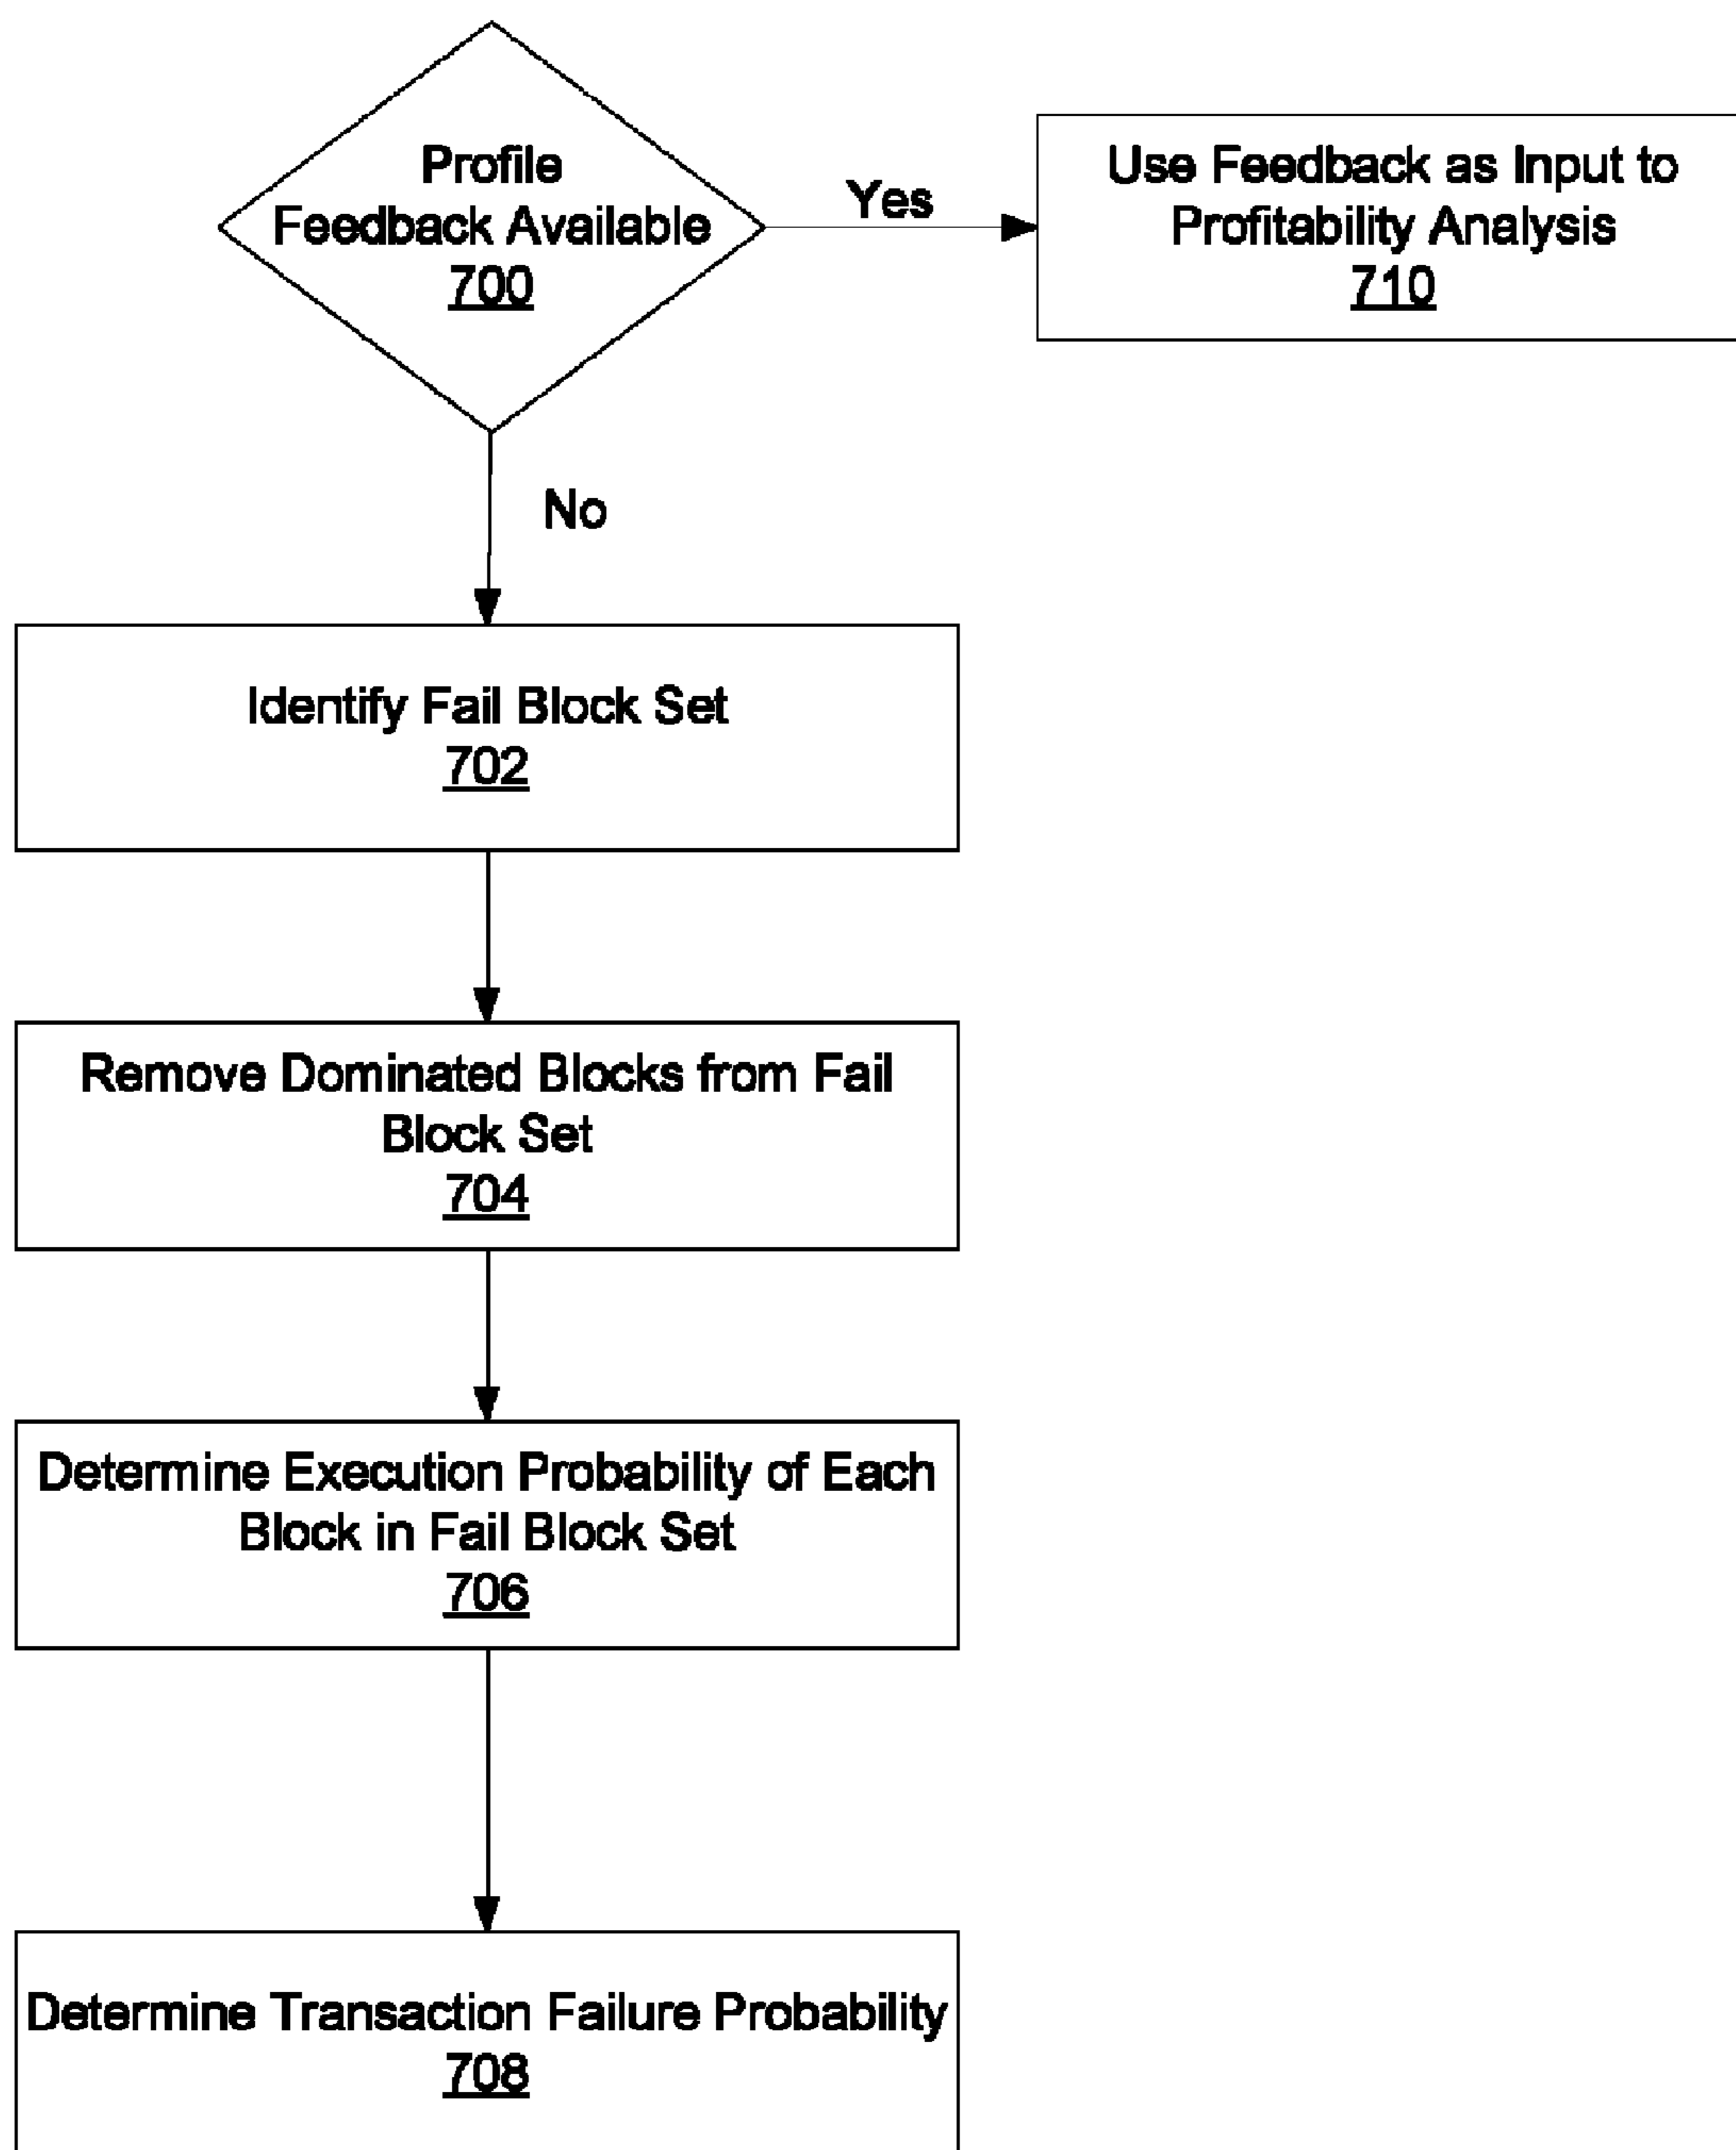 Profile
Feedback Available
700
Yes
Use Feedback as Input to
Profitability Analysis
710
No
Identify Fail Block Set
702
Remove Dominated Blocks from Fail
Block Set
704
Determine Execution Probability of Each
Block in Fail Block Set
706
Determine Transaction Failure Probability
708